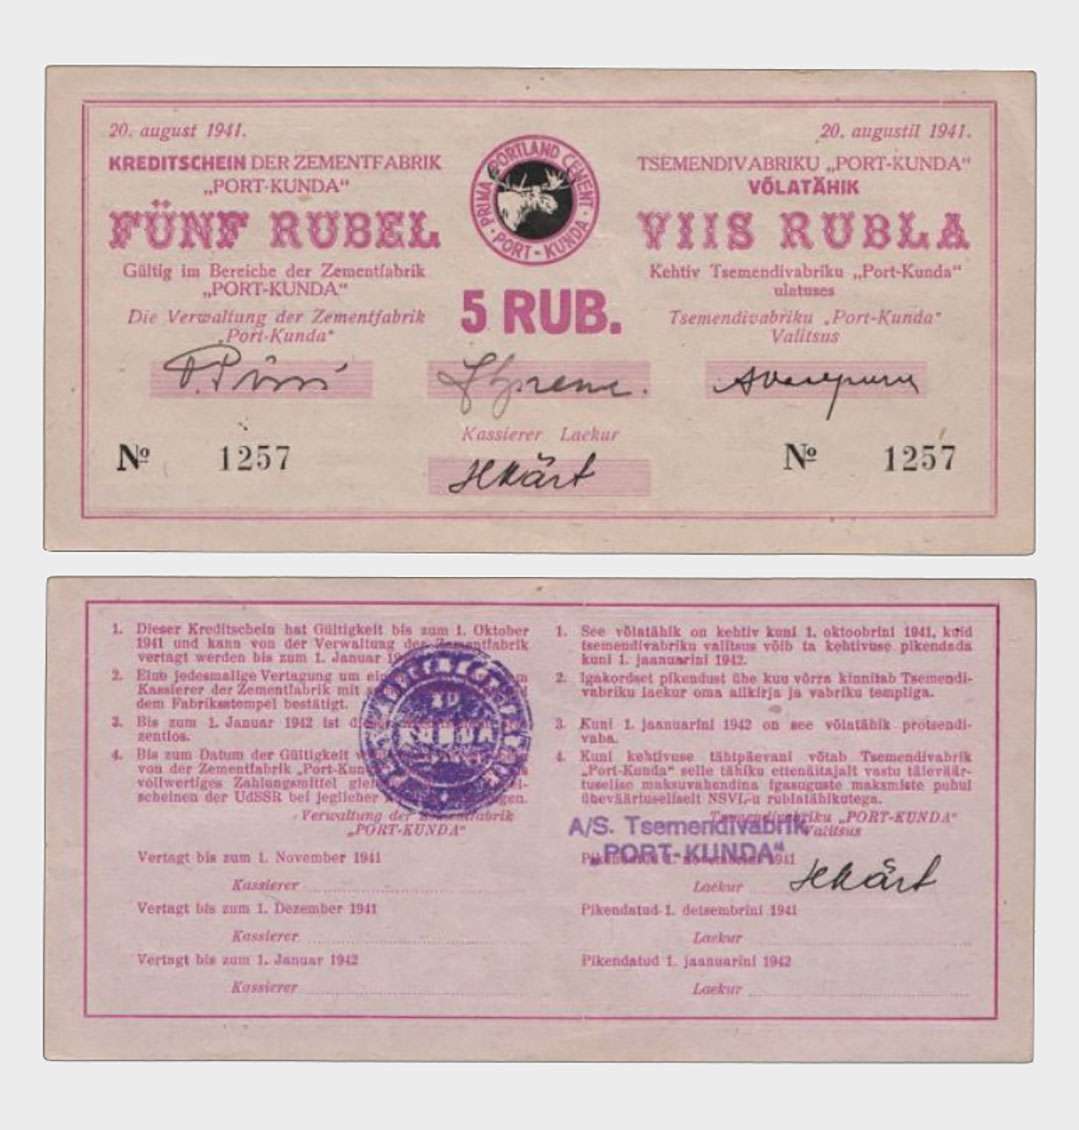 20. august 1941.
KREDITSCHEIN DER ZEMENTFABRIK
„PORT-KUNDA“
FÜNF RUBEL
Gültig im Bereiche der Zementfabrik
„PORT-KUNDA“
Die Verwaltung der Zementfabrik
„Port-Kunda“
PRIMA PORTLAND CEMENT
PORT-KUNDA
5 RUB.
20. augustil 1941.
TSEMENDIVABRIKU „PORT-KUNDA“
VÕLATÄHIK
VIIS RUBLA
Kehtiv Tsemendivabriku „Port-Kunda“
ulatuses
Tsemendivabriku „Port-Kunda“
Valitsus
Kassierer Laekur
Hkärt
№ 1257
№ 1257
1. Dieser Kreditschein hat Gültigkeit bis zum 1. Oktober
1941 und kann von der Verwaltung der Zementfabrik
vertagt werden bis zum 1. Januar
2. Eine jedesmalige Vertagung um
Kassierer der Zementfabrik mit
dem Fabriksstempel bestätigt.
3. Bis zum 1. Januar 1942 ist
zentlos.
4. Bis zum Datum der Gültigkeit
von der Zementfabrik
vollwertiges Zahlungsmittel
scheinen der UdSSR bei jeglicher
Verwaltung der Zementfabrik
„PORT-KUNDA“
Vertagt bis zum 1. November 1941
Kassierer
Vertagt bis zum 1. Dezember 1941
Kassierer
Vertagt bis zum 1. Januar 1942
Kassierer
ZU
KUNDA
1. See võlatähik on kehtiv kuni 1. oktoobrini 1941, kuid
tsemendivabriku valitsus võib ta kehtivuse pikendada
kuni 1. jaanuarini 1942.
2. Igakordset pikendust ühe kuu võrra kinnitab Tsemendi-
vabriku laekur oma allkirja ja vabriku templiga.
3. Kuni 1. jaanuarini 1942 on see võlatähik protsendi-
vaba.
4. Kuni kehtivuse tähtpäevani võtab Tsemendivabrik
„Port-Kunda“ selle tähiku ettenäitajalt vastu täieväär-
tuselise maksuvahendina igasuguste maksmiste puhul
üheväärtuseliselt NSVL-u rublatähikutega.
Tsemendivabriku „PORT-KUNDA“
Valitsus
A/S. Tsemendivabrik
„PORT-KUNDA“
Pikendatud 1. novembrini 1941
Laekur Hkärt
Pikendatud 1. detsembrini 1941
Laekur
Pikendatud 1. jaanuarini 1942
Laekur